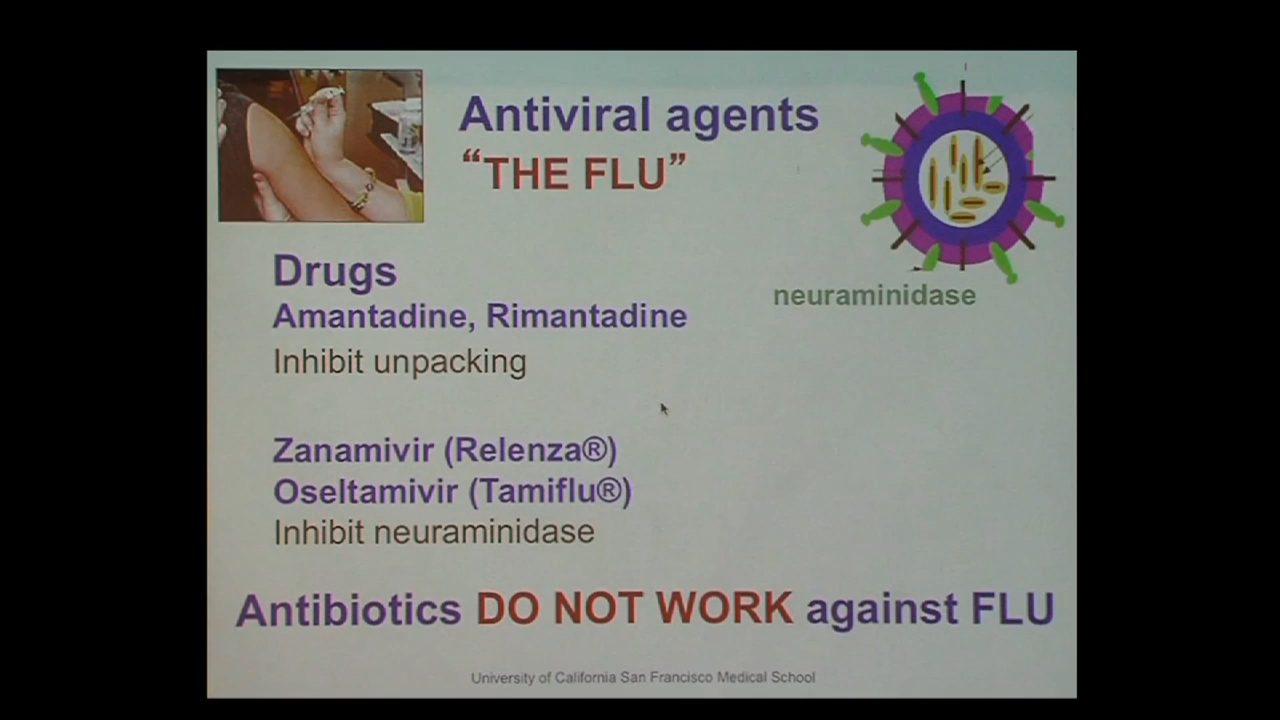 Antiviral agents
“THE FLU”
neuraminidase
Drugs
Amantadine, Rimantadine
Inhibit unpacking
Zanamivir (Relenza®)
Oseltamivir (Tamiflu®)
Inhibit neuraminidase
Antibiotics DO NOT WORK against FLU
University of California San Francisco Medical School